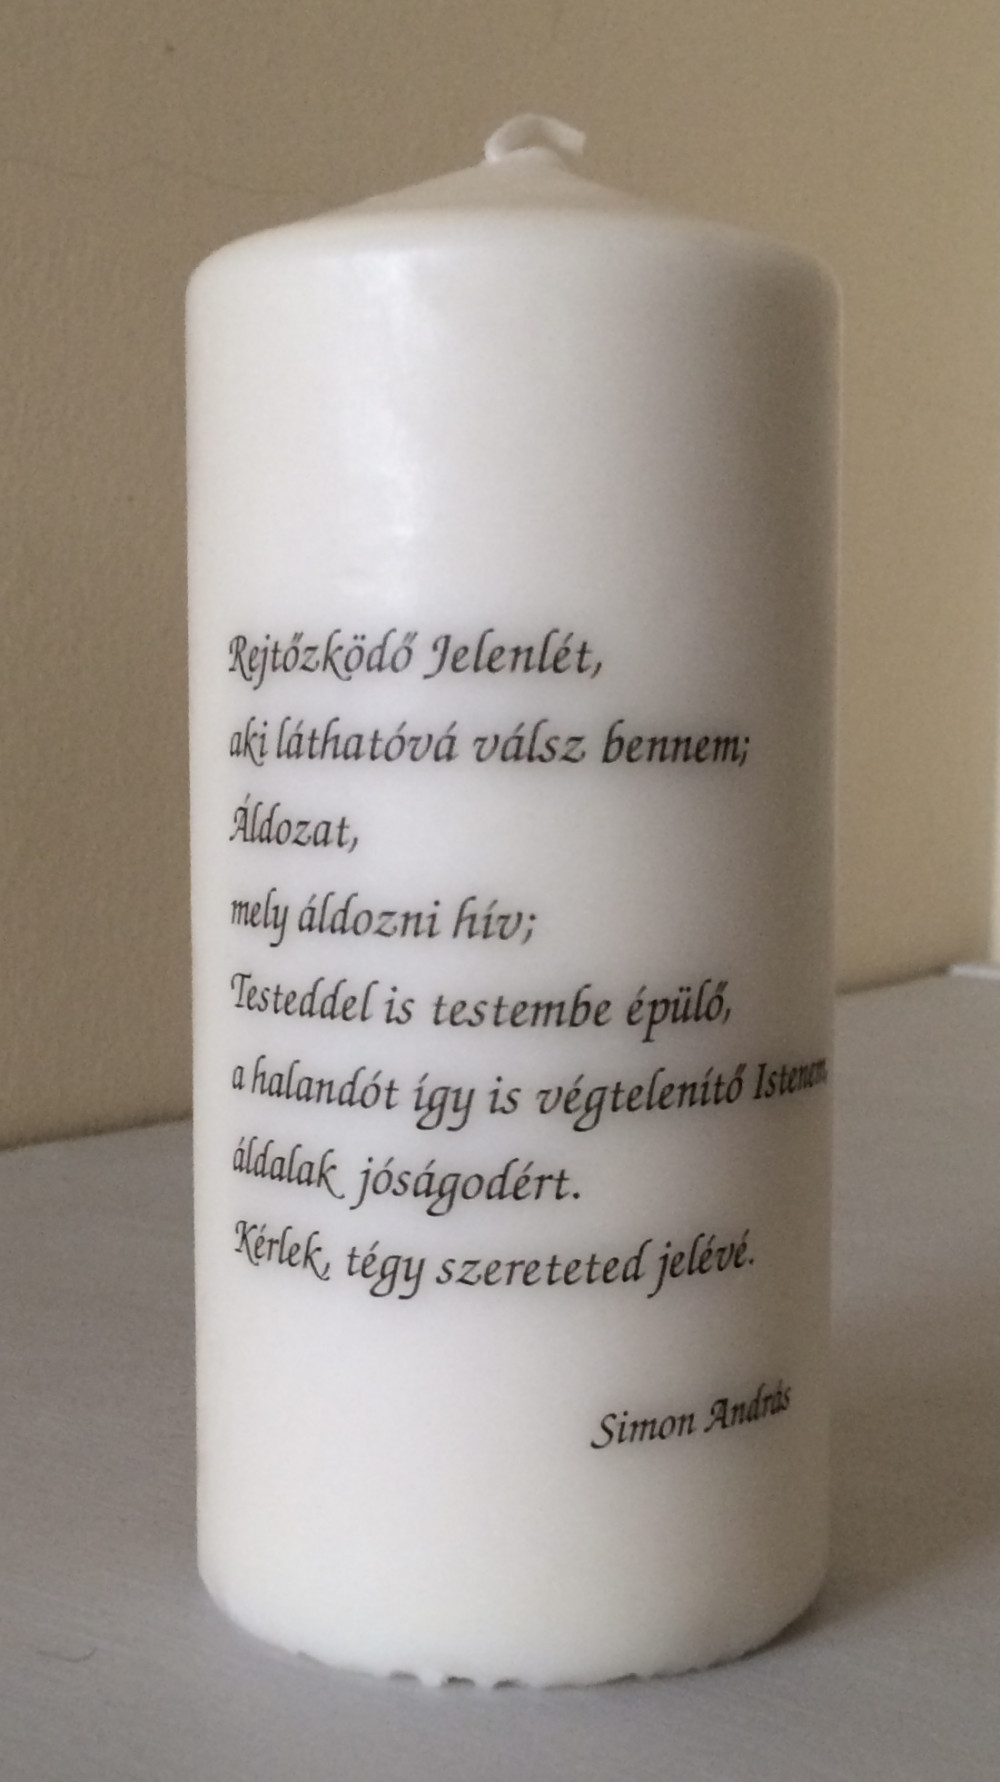 Rejtőzködő Jelenlét,
aki láthatóvá válsz bennem;
Áldozat,
mely áldozni hív;
Testeddel is testembe épülő,
a halandót így is végtelenítő Istenem,
áldalak jóságodért.
Kérlek, tégy szereteted jelévé.
Simon András